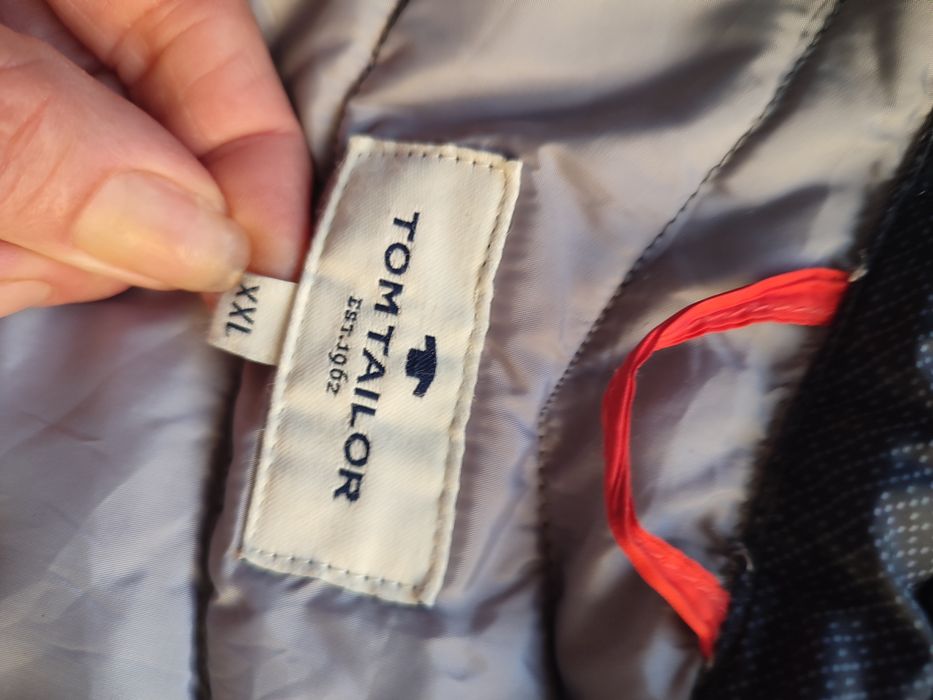 TOM TAILOR
EST. 1962
XXL